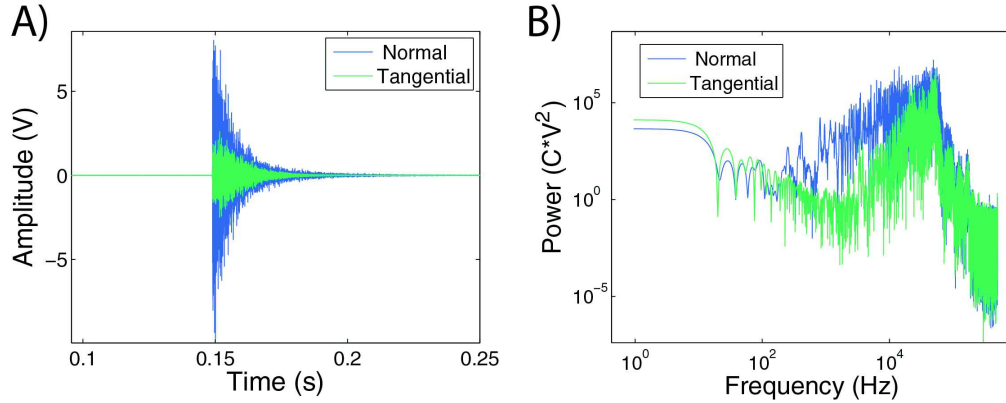 A)
Normal
Tangential
5
0
−5
Amplitude (V)
0.1
0.15
0.2
0.25
Time (s)
B)
Normal
Tangential
10^5
10^0
10^−5
Power (C*V^2)
10^0
10^2
10^4
Frequency (Hz)